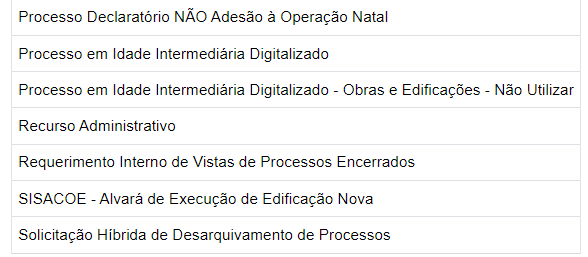 Processo Declaratório NÃO Adesão à Operação Natal
Processo em Idade Intermediária Digitalizado
Processo em Idade Intermediária Digitalizado - Obras e Edificações - Não Utilizar
Recurso Administrativo
Requerimento Interno de Vistas de Processos Encerrados
SISACOE - Alvará de Execução de Edificação Nova
Solicitação Híbrida de Desarquivamento de Processos